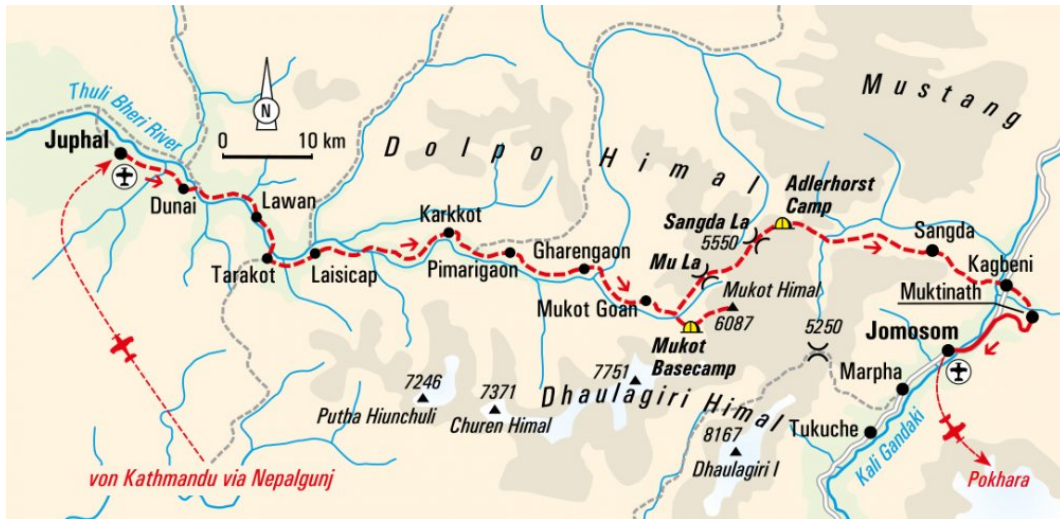 Mustang
Thuli Bheri River
N
0 10 km
Juphal
Dolpo Himal
Dunai
Lawan
Adlerhorst
Camp
Karkkot
Sangda La
5550
Sangda
Tarakot
Laisicap
Pimarigaon
Gharengaon
Mu La
Kagbeni
Mukot Himal
6087
Muktinath
Mukot Goan
Mukot
Basecamp
5250
Jomosom
7246
Putha Hiunchuli
7371
Churen Himal
7751
Dhaulagiri Himal
Marpha
8167
Dhaulagiri I
Tukuche
Kali Gandaki
von Kathmandu via Nepalgunj
Pokhara